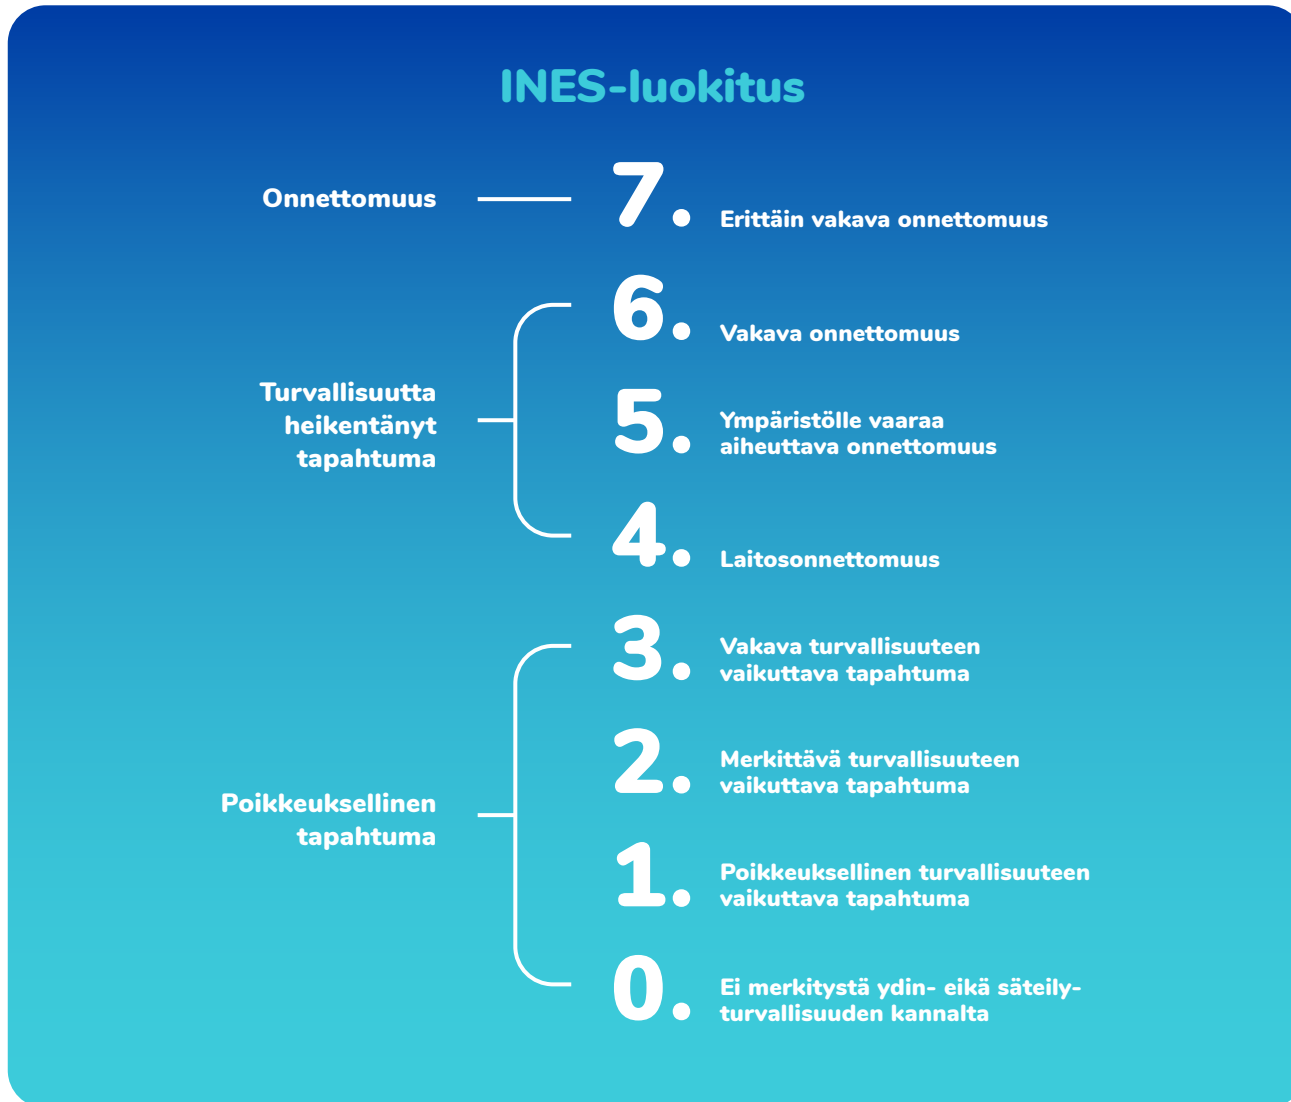 INES-luokitus
Onnettomuus
7.
Erittäin vakava onnettomuus
Turvallisuutta
heikentänyt
tapahtuma
6.
Vakava onnettomuus
5.
Ympäristölle vaaraa
aiheuttava onnettomuus
4.
Laitosonnettomuus
Poikkeuksellinen
tapahtuma
3.
Vakava turvallisuuteen
vaikuttava tapahtuma
2.
Merkittävä turvallisuuteen
vaikuttava tapahtuma
1.
Poikkeuksellinen turvallisuuteen
vaikuttava tapahtuma
0.
Ei merkitystä ydin- eikä säteily-
turvallisuuden kannalta